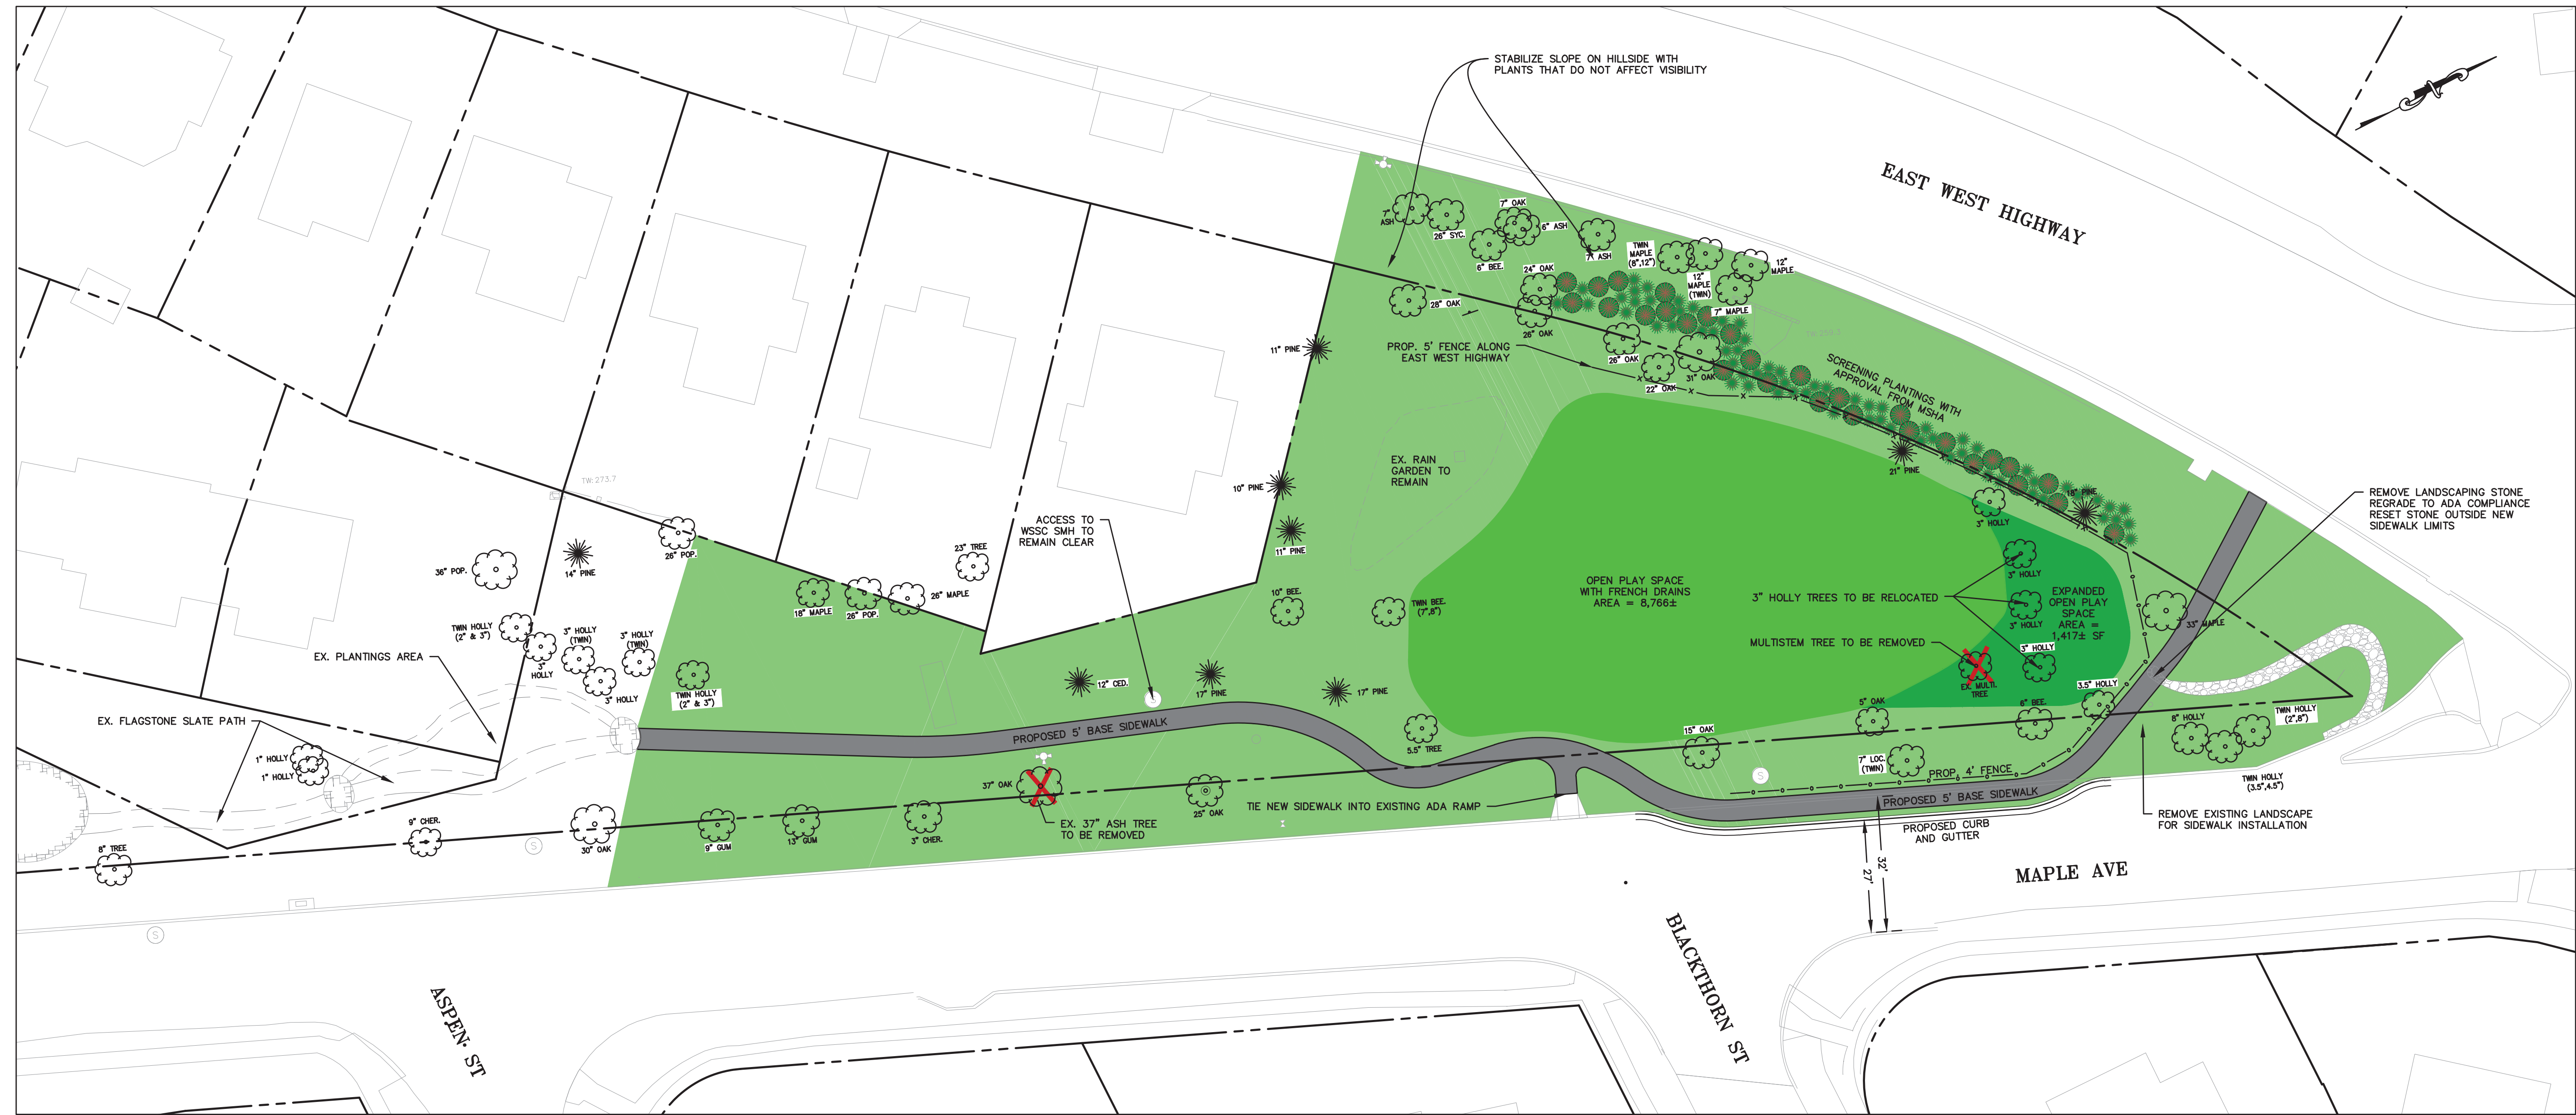 STABILIZE SLOPE ON HILLSIDE WITH
PLANTS THAT DO NOT AFFECT VISIBILITY
EAST WEST HIGHWAY
7"
ASH
26" SYC.
7" OAK
6" ASH
6" BEE.
7" ASH
TWIN
MAPLE
(8",12")
12"
MAPLE
(TWIN)
12"
MAPLE
7" MAPLE
24" OAK
28" OAK
26" OAK
26" OAK
22" OAK
31" OAK
11" PINE
PROP. 5' FENCE ALONG
EAST WEST HIGHWAY
SCREENING PLANTINGS WITH
APPROVAL FROM MSHA
EX. RAIN
GARDEN TO
REMAIN
21" PINE
18" PINE
10" PINE
11" PINE
TW: 273.7
ACCESS TO
WSSC SMH TO
REMAIN CLEAR
REMOVE LANDSCAPING STONE
REGRADE TO ADA COMPLIANCE
RESET STONE OUTSIDE NEW
SIDEWALK LIMITS
3" HOLLY
3" HOLLY
3" HOLLY
3" HOLLY
OPEN PLAY SPACE
WITH FRENCH DRAINS
AREA = 8,766±
EXPANDED
OPEN PLAY
SPACE
AREA =
1,417± SF
3" HOLLY TREES TO BE RELOCATED
MULTISTEM TREE TO BE REMOVED
EX. MULTI.
TREE
33" MAPLE
3.5" HOLLY
36" POP.
14" PINE
26" POP.
23" TREE
18" MAPLE
26" POP.
26" MAPLE
10" BEE.
TWIN BEE.
(7",8")
TWIN HOLLY
(2" & 3")
3"
HOLLY
3" HOLLY
(TWIN)
3" HOLLY
(TWIN)
3" HOLLY
TWIN HOLLY
(2" & 3")
EX. PLANTINGS AREA
EX. FLAGSTONE SLATE PATH
1" HOLLY
1" HOLLY
12" CED.
17" PINE
17" PINE
S
PROPOSED 5' BASE SIDEWALK
5.5" TREE
15" OAK
5" OAK
6" BEE.
7" LOC.
(TWIN)
8" HOLLY
TWIN HOLLY
(2",8")
TWIN HOLLY
(3.5",4.5")
S
PROP. 4' FENCE
PROPOSED 5' BASE SIDEWALK
PROPOSED CURB
AND GUTTER
REMOVE EXISTING LANDSCAPE
FOR SIDEWALK INSTALLATION
TIE NEW SIDEWALK INTO EXISTING ADA RAMP
37" OAK
EX. 37" ASH TREE
TO BE REMOVED
25" OAK
8" TREE
9" CHER.
S
30" OAK
9" GUM
13" GUM
3" CHER.
27'
32'
MAPLE AVE
S
ASPEN ST
BLACKTHORN ST